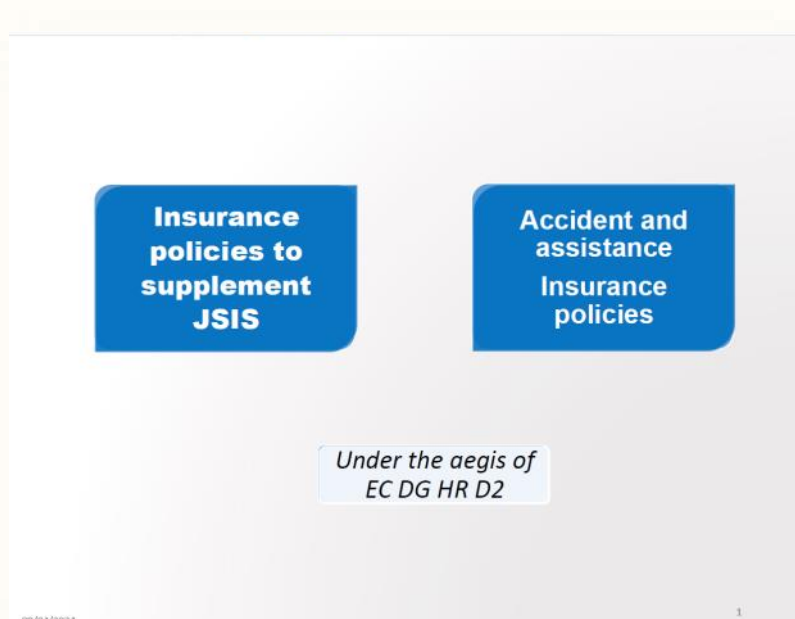 Insurance
policies to
supplement
JSIS
Accident and
assistance
Insurance
policies
Under the aegis of
EC DG HR D2
1